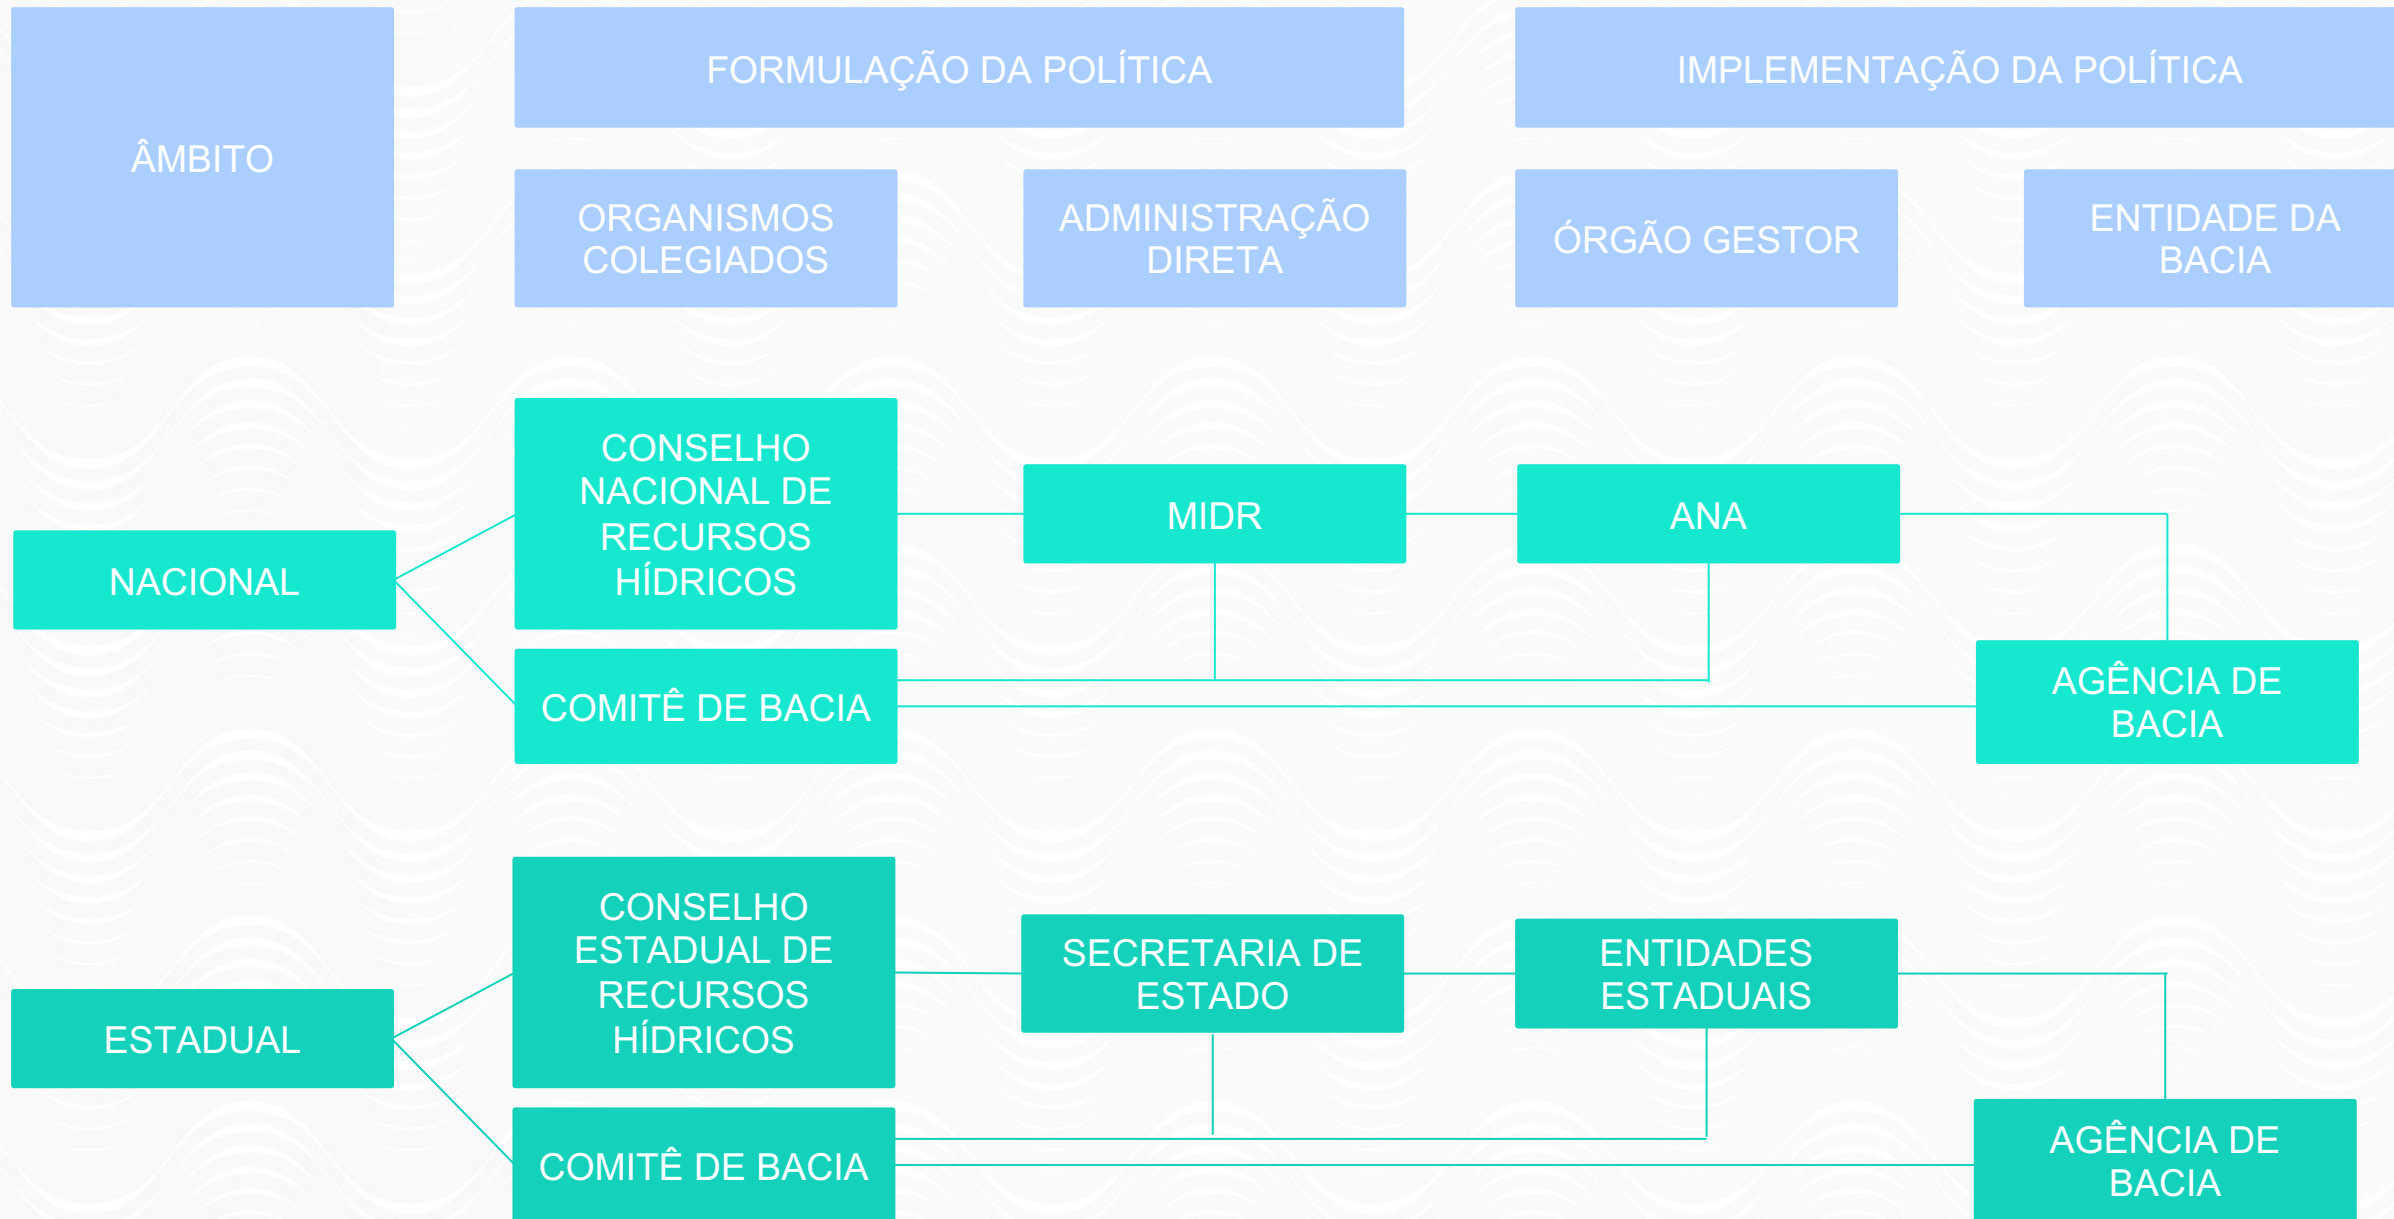 ÂMBITO
FORMULAÇÃO DA POLÍTICA
IMPLEMENTAÇÃO DA POLÍTICA
ORGANISMOS
COLEGIADOS
ADMINISTRAÇÃO
DIRETA
ÓRGÃO GESTOR
ENTIDADE DA
BACIA
NACIONAL
CONSELHO
NACIONAL DE
RECURSOS
HÍDRICOS
MIDR
ANA
COMITÊ DE BACIA
AGÊNCIA DE
BACIA
ESTADUAL
CONSELHO
ESTADUAL DE
RECURSOS
HÍDRICOS
SECRETARIA DE
ESTADO
ENTIDADES
ESTADUAIS
COMITÊ DE BACIA
AGÊNCIA DE
BACIA